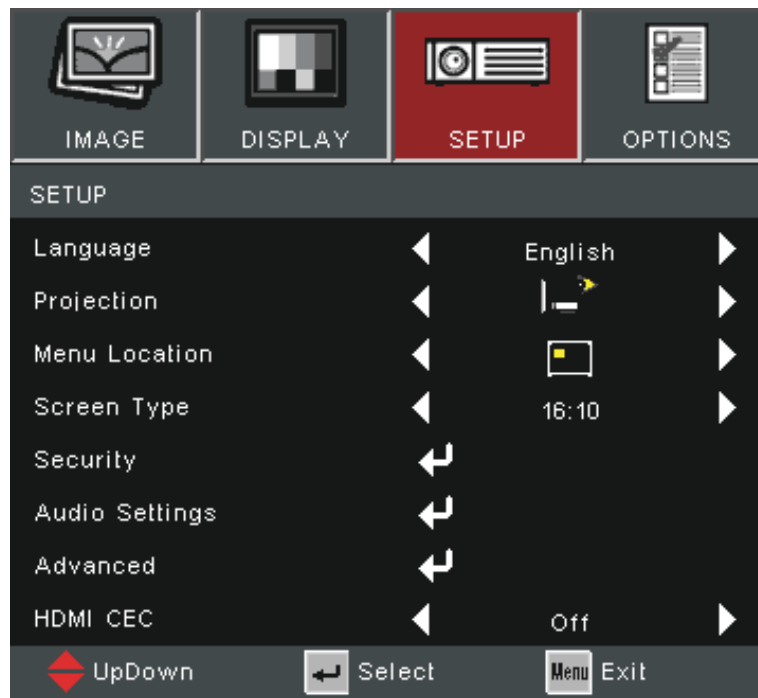 IMAGE DISPLAY SETUP OPTIONS
SETUP
Language English
Projection
Menu Location
Screen Type 16:10
Security
Audio Settings
Advanced
HDMI CEC Off
UpDown Select Menu Exit